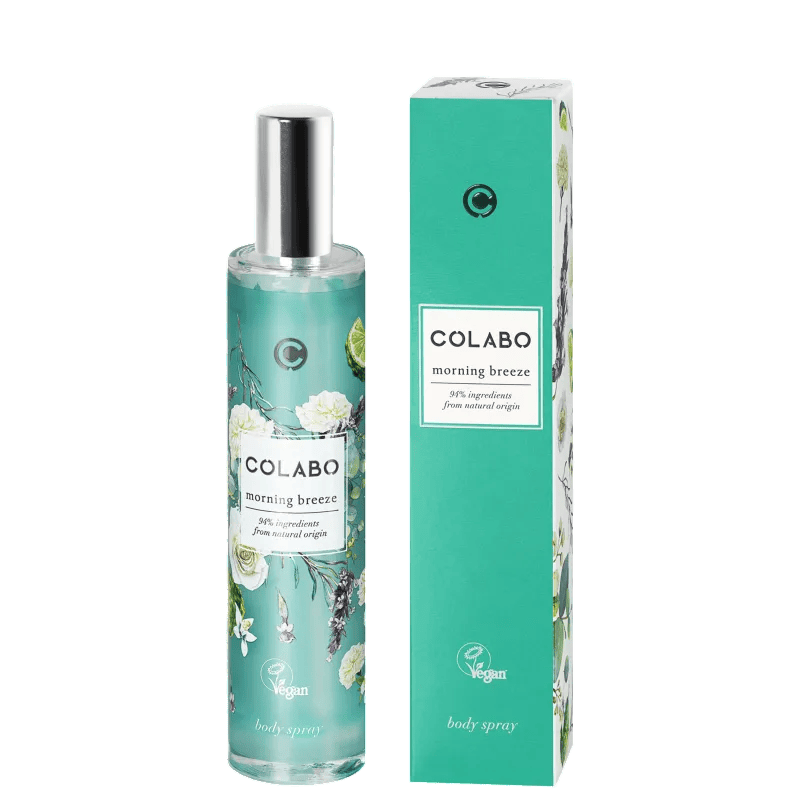 COLABO
morning breeze
94% ingredients
from natural origin
Vegan
body spray
COLABO
morning breeze
94% ingredients
from natural origin
Vegan
body spray